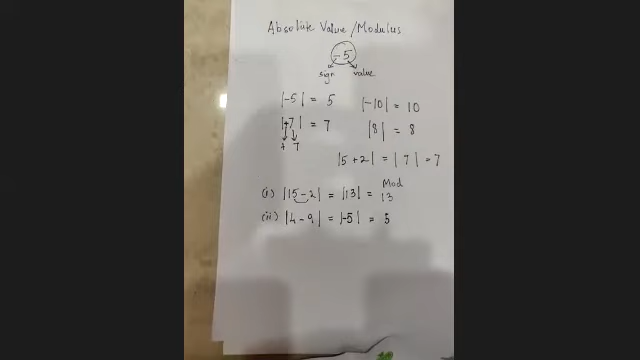 Absolute Value / Modulus
-5
sign value
|-5| = 5 |-10| = 10
|+7| = 7 |8| = 8
+ 7
|5+2| = |7| = 7
Mod
(i) |15-2| = |13| = 13
(ii) |4-9| = |-5| = 5